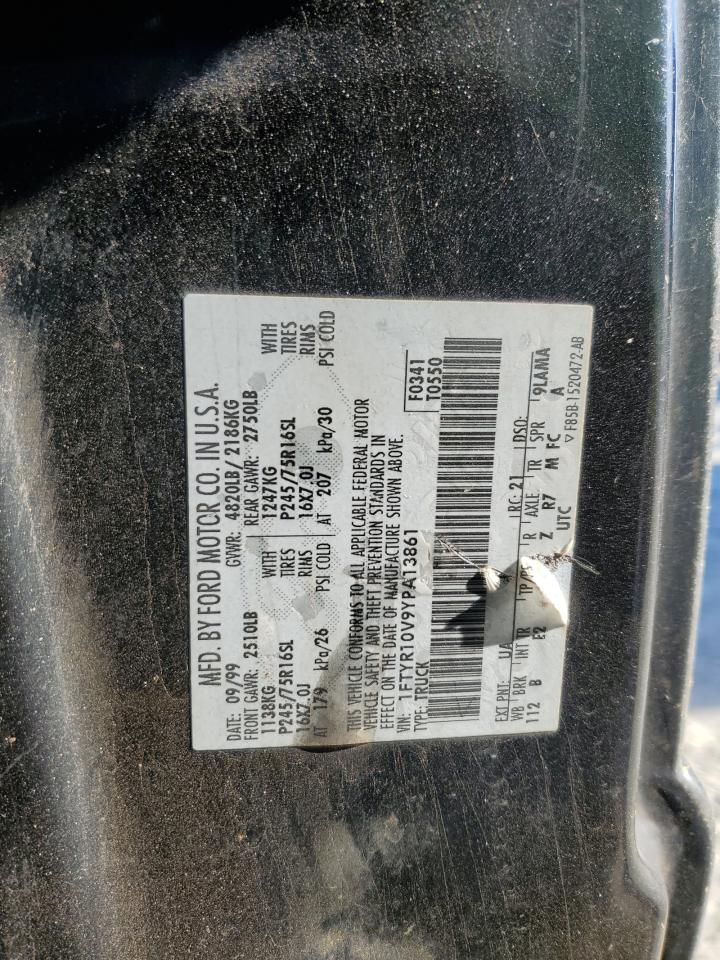 MFD. BY FORD MOTOR CO. IN U.S.A.
DATE: 09/99 GVWR: 4820LB/2186KG
FRONT GAWR: 2510LB REAR GAWR: 2750LB
1138KG 1247KG WITH
P245/75R16SL P245/75R16SL TIRES
16X7.0J RIMS 16X7.0J RIMS
AT 179 kPa/26 PSI COLD AT 207 kPa/30 PSI COLD
THIS VEHICLE CONFORMS TO ALL APPLICABLE FEDERAL MOTOR
VEHICLE SAFETY AND THEFT PREVENTION STANDARDS IN
EFFECT ON THE DATE OF MANUFACTURE SHOWN ABOVE.
VIN: 1FTYR10V9YPA13861 F0341
TYPE: TRUCK T0550
EXT PNT: UA RC: 21 DSO:
WB BRK INT TR TP/PS R AXLE TR SPR 9LAMA
112 B E2 Z R7 M FC A
UTC
▽ F85B-1520472-AB